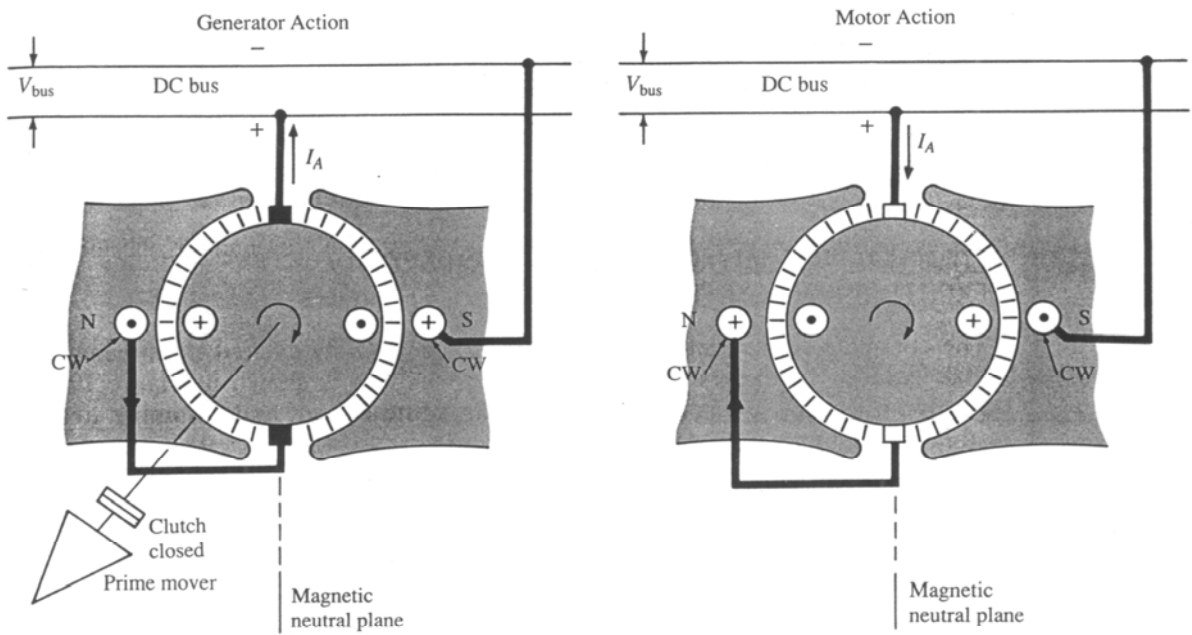 Generator Action
−
V_bus
DC bus
+
I_A
N
S
CW
CW
Clutch
closed
Prime mover
Magnetic
neutral plane
Motor Action
−
V_bus
DC bus
+
I_A
N
S
CW
CW
Magnetic
neutral plane